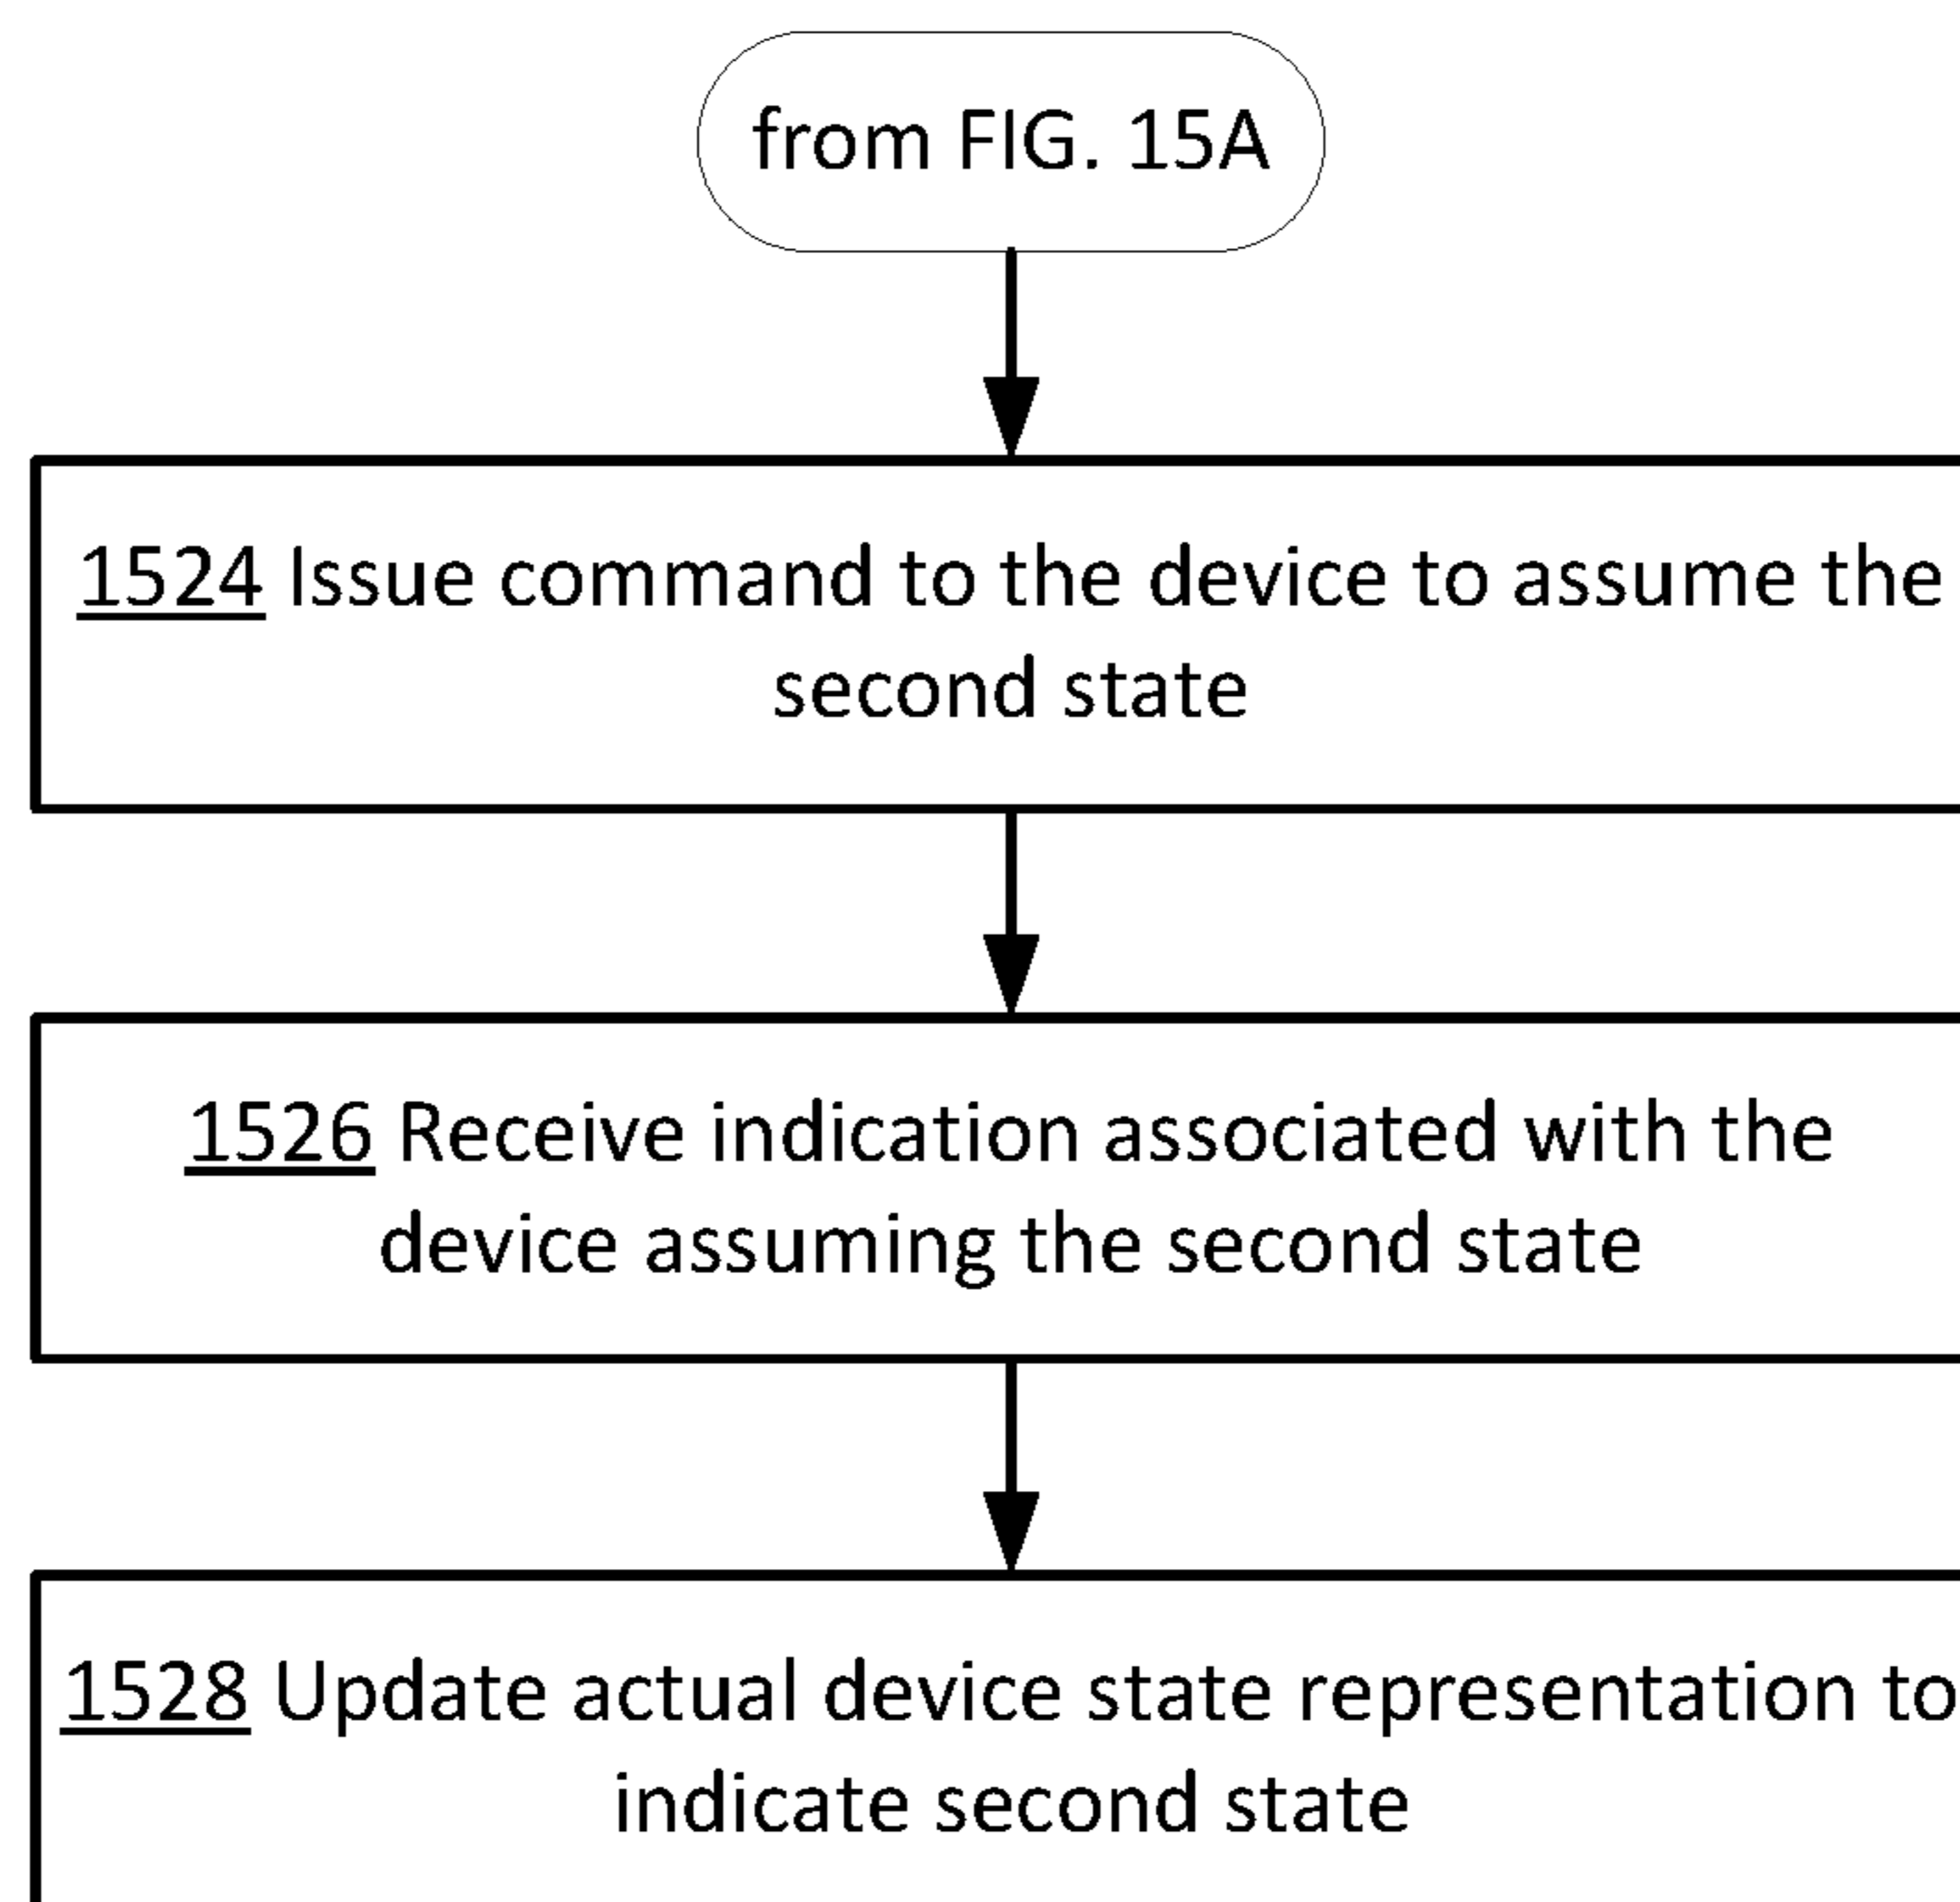 from FIG. 15A
1524 Issue command to the device to assume the
second state
1526 Receive indication associated with the
device assuming the second state
1528 Update actual device state representation to
indicate second state